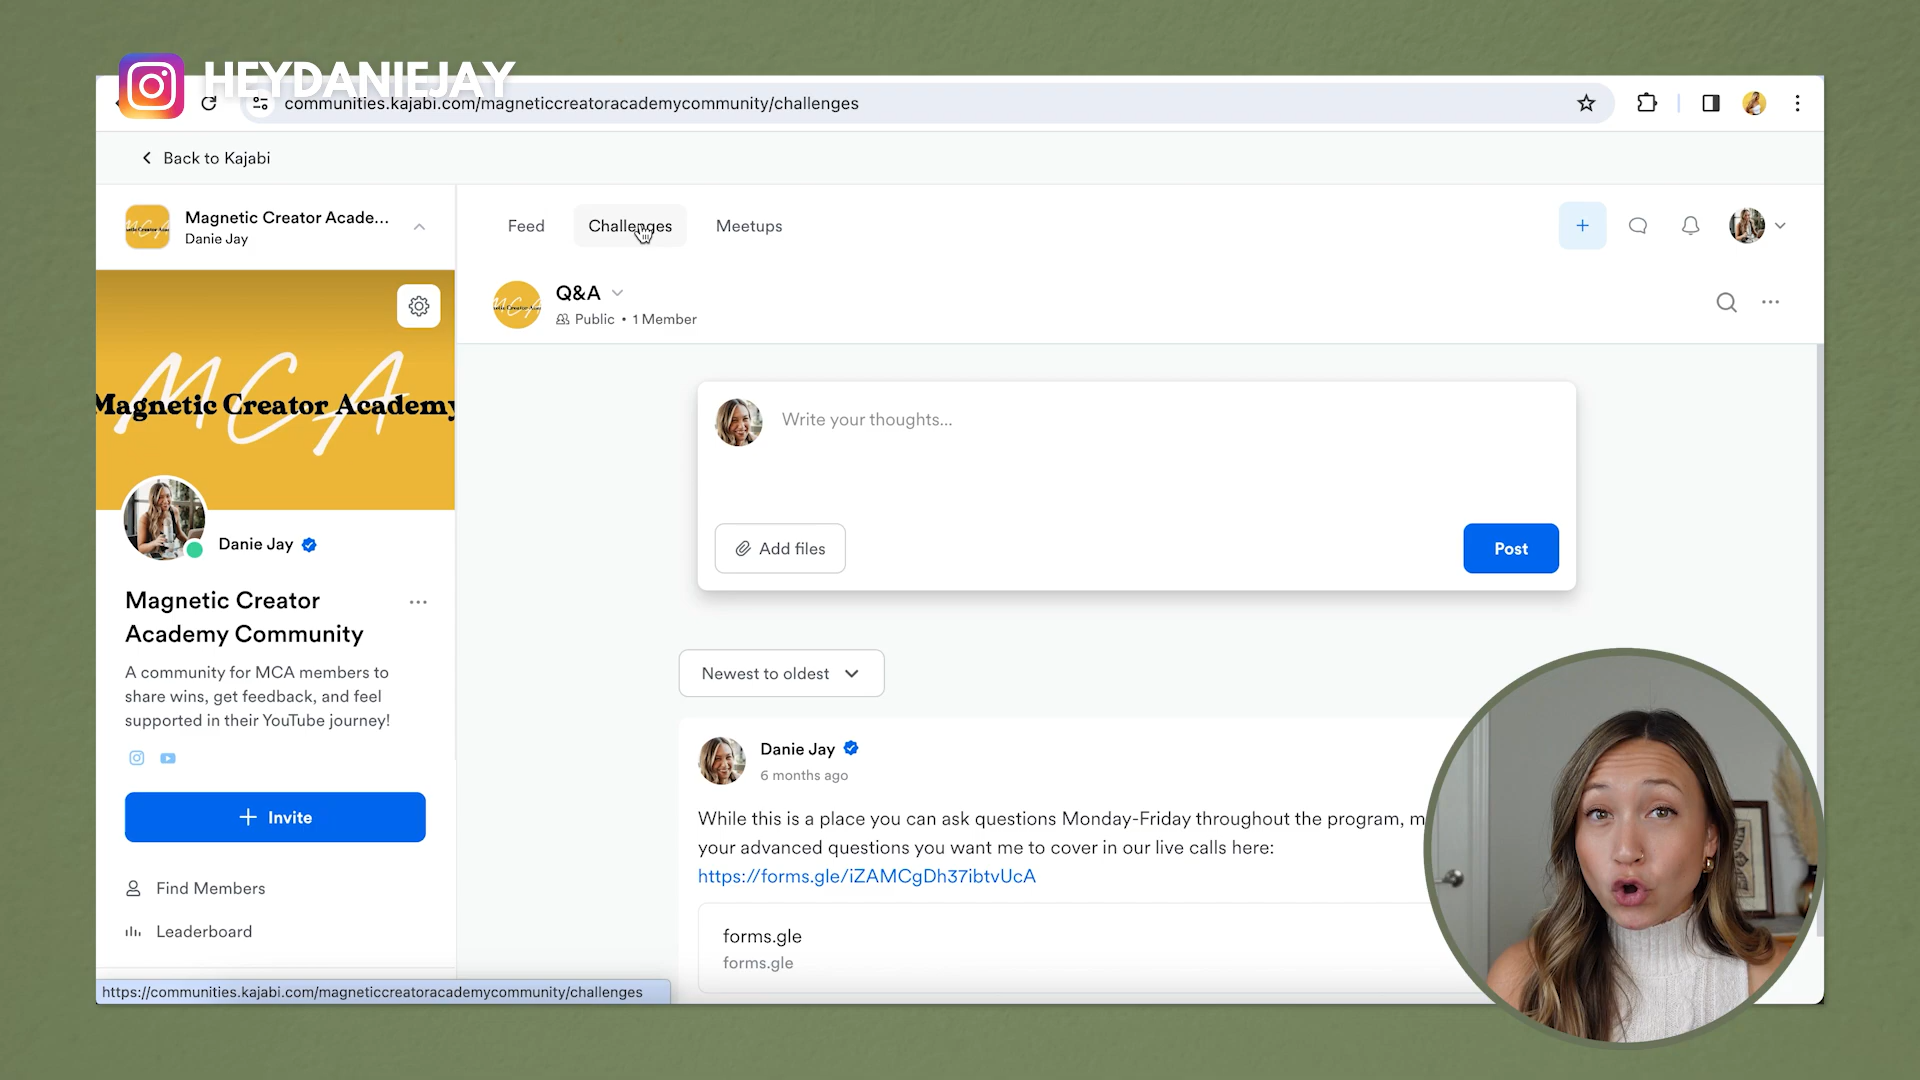 HEYDANIEJAY
communities.kajabi.com/magneticcreatoracademycommunity/challenges
Back to Kajabi
Magnetic Creator Acade...
Danie Jay
Feed
Challenges
Meetups
Q&A
Public • 1 Member
MCA
Magnetic Creator Academy
Danie Jay
Magnetic Creator
Academy Community
A community for MCA members to
share wins, get feedback, and feel
supported in their YouTube journey!
Invite
Find Members
Leaderboard
Write your thoughts...
Add files
Post
Newest to oldest
Danie Jay
6 months ago
While this is a place you can ask questions Monday-Friday throughout the program, m
your advanced questions you want me to cover in our live calls here:
https://forms.gle/iZAMCgDh37ibtvUcA
forms.gle
forms.gle
https://communities.kajabi.com/magneticcreatoracademycommunity/challenges